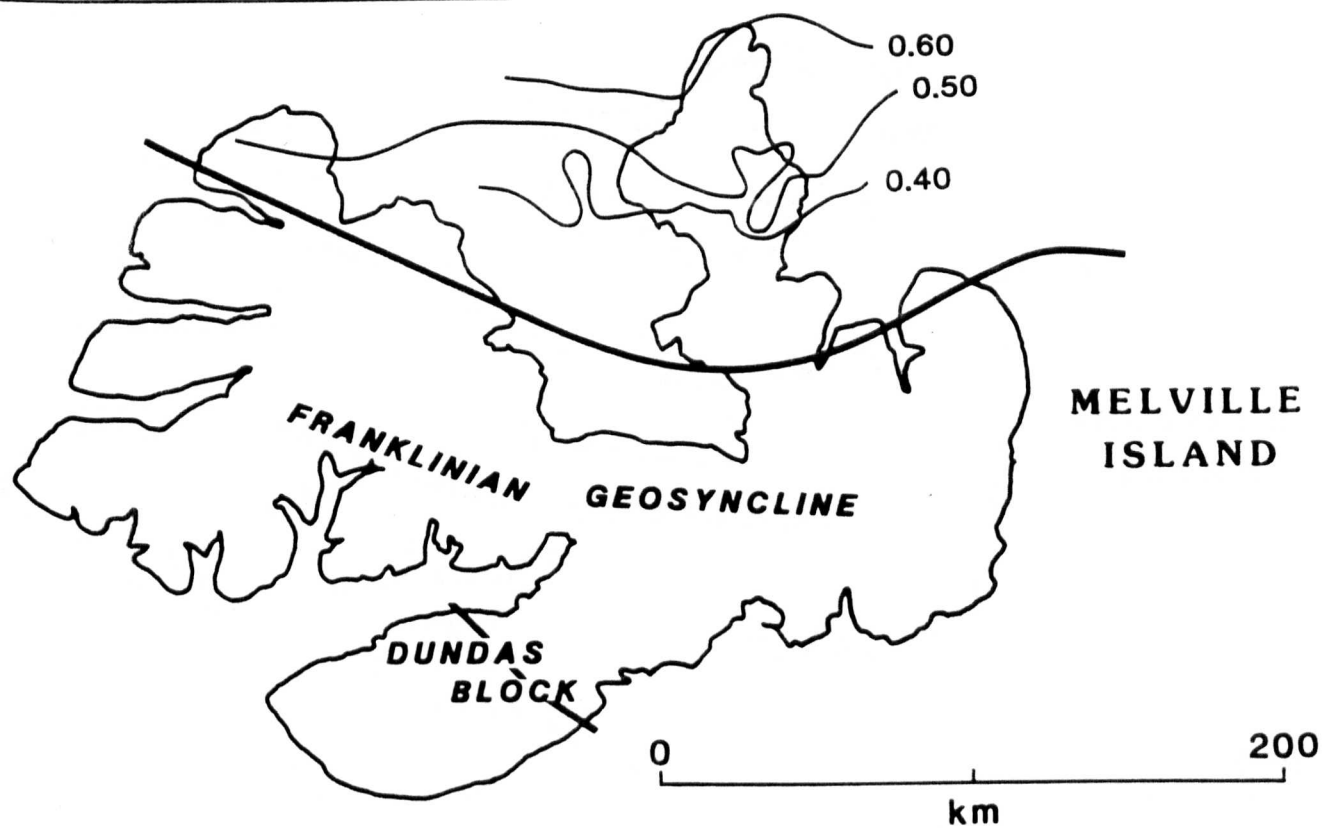 0.60
0.50
0.40
MELVILLE
ISLAND
FRANKLINIAN GEOSYNCLINE
DUNDAS
BLOCK
0 200
km